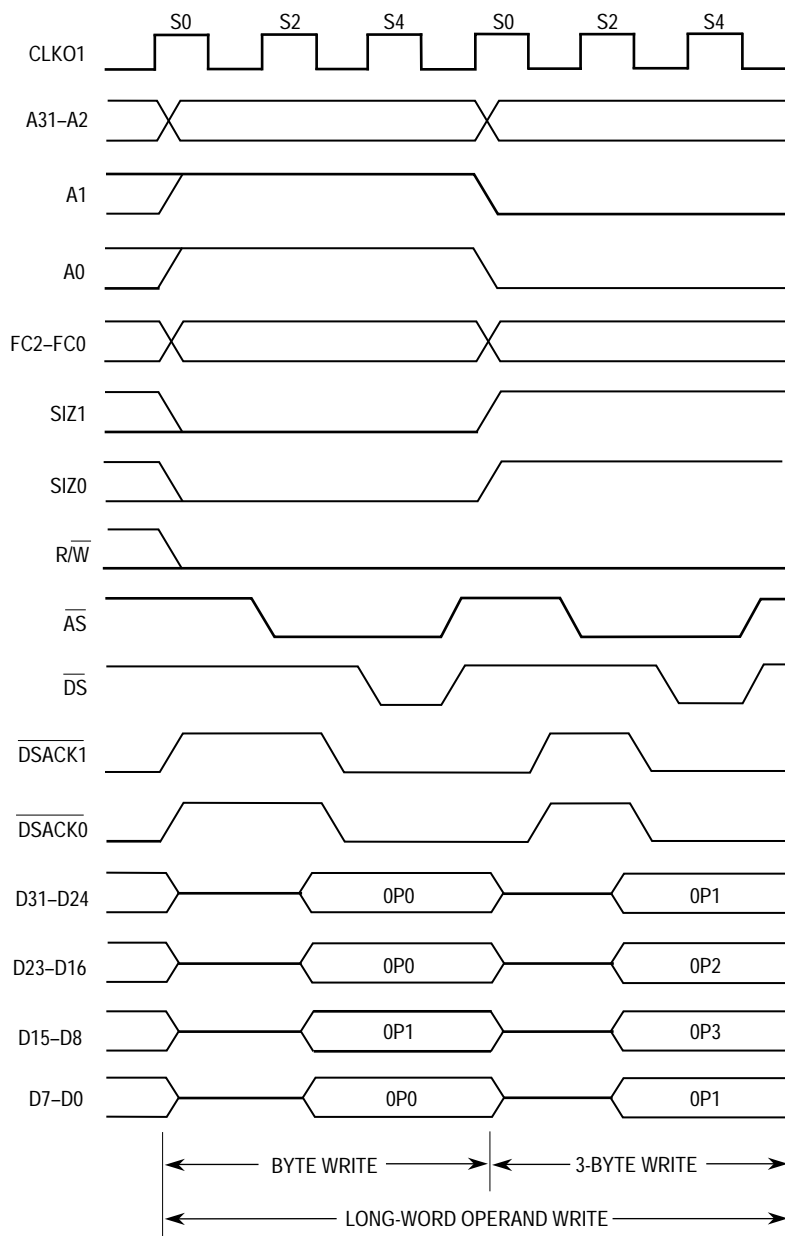 S0 S2 S4 S0 S2 S4
CLKO1
A31–A2
A1
A0
FC2–FC0
SIZ1
SIZ0
R/W
AS
DS
DSACK1
DSACK0
D31–D24 0P0 0P1
D23–D16 0P0 0P2
D15–D8 0P1 0P3
D7–D0 0P0 0P1
BYTE WRITE 3-BYTE WRITE
LONG-WORD OPERAND WRITE